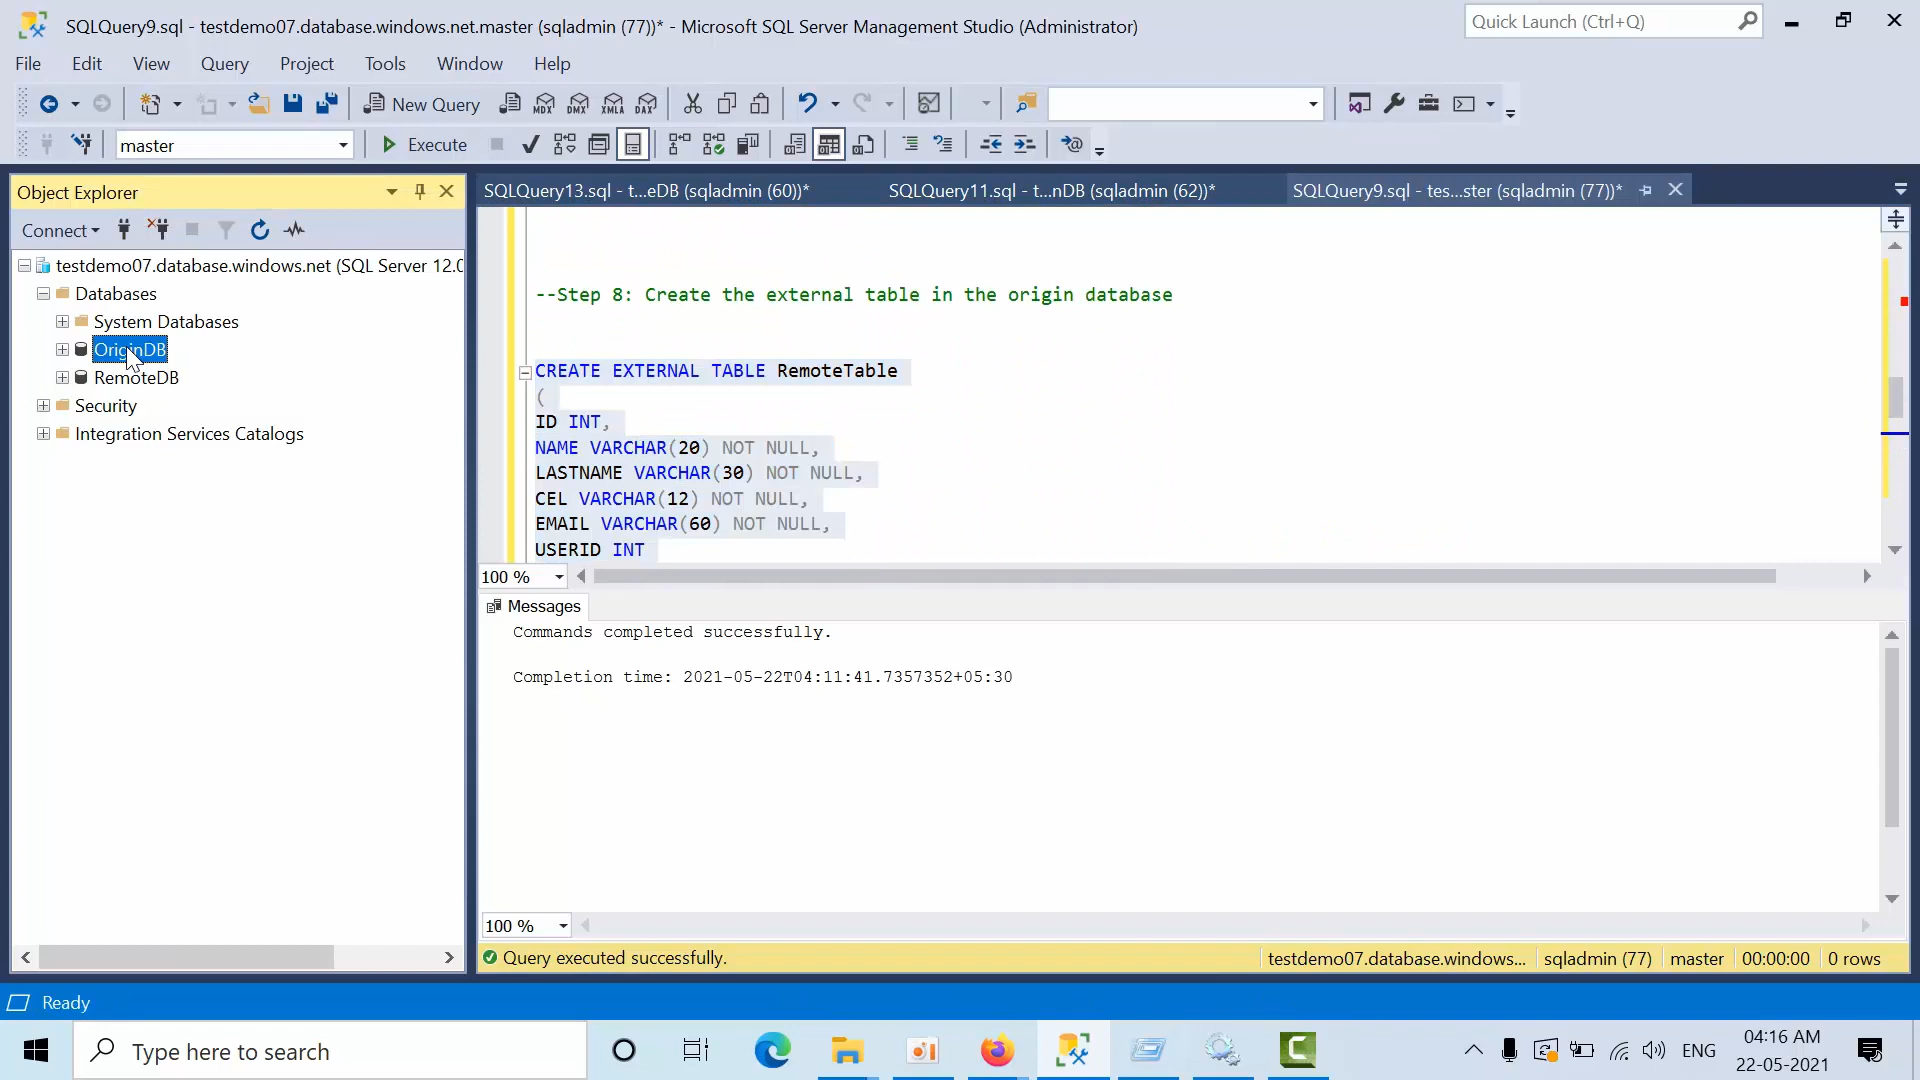 SQLQuery9.sql - testdemo07.database.windows.net.master (sqladmin (77))* - Microsoft SQL Server Management Studio (Administrator)
Quick Launch (Ctrl+Q)
File Edit View Query Project Tools Window Help
New Query MDX DMX XMLA DAX
master Execute
Object Explorer
SQLQuery13.sql - t...eDB (sqladmin (60))* SQLQuery11.sql - t...nDB (sqladmin (62))* SQLQuery9.sql - tes...ster (sqladmin (77))*
Connect
testdemo07.database.windows.net (SQL Server 12.0
Databases
System Databases
OriginDB
RemoteDB
Security
Integration Services Catalogs
--Step 8: Create the external table in the origin database
CREATE EXTERNAL TABLE RemoteTable
(
ID INT,
NAME VARCHAR(20) NOT NULL,
LASTNAME VARCHAR(30) NOT NULL,
CEL VARCHAR(12) NOT NULL,
EMAIL VARCHAR(60) NOT NULL,
USERID INT
100 %
Messages
Commands completed successfully.
Completion time: 2021-05-22T04:11:41.7357352+05:30
100 %
Query executed successfully. testdemo07.database.windows... sqladmin (77) master 00:00:00 0 rows
Ready
Type here to search
ENG
04:16 AM
22-05-2021